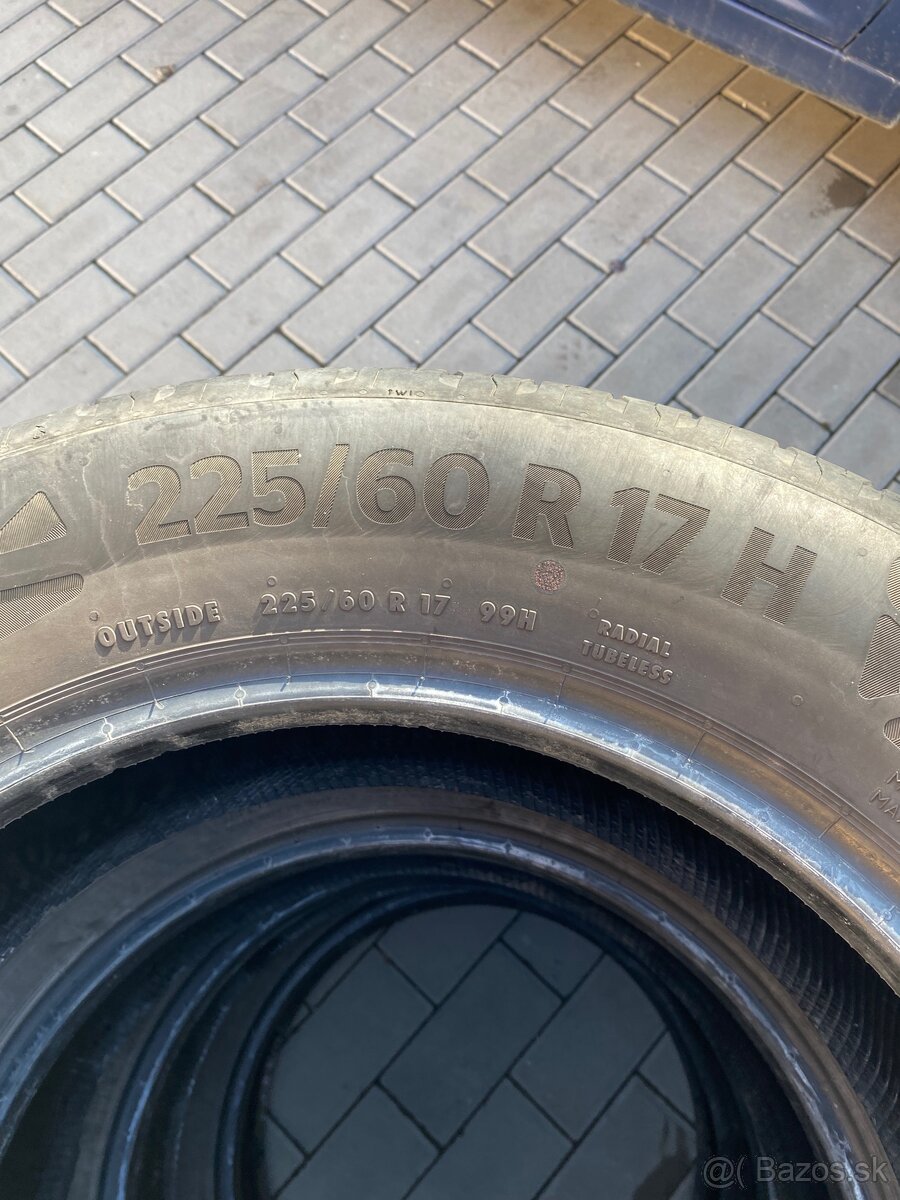 TWI
225/60 R 17 H
OUTSIDE 225/60 R 17 99H RADIAL
TUBELESS
@( Bazos.sk